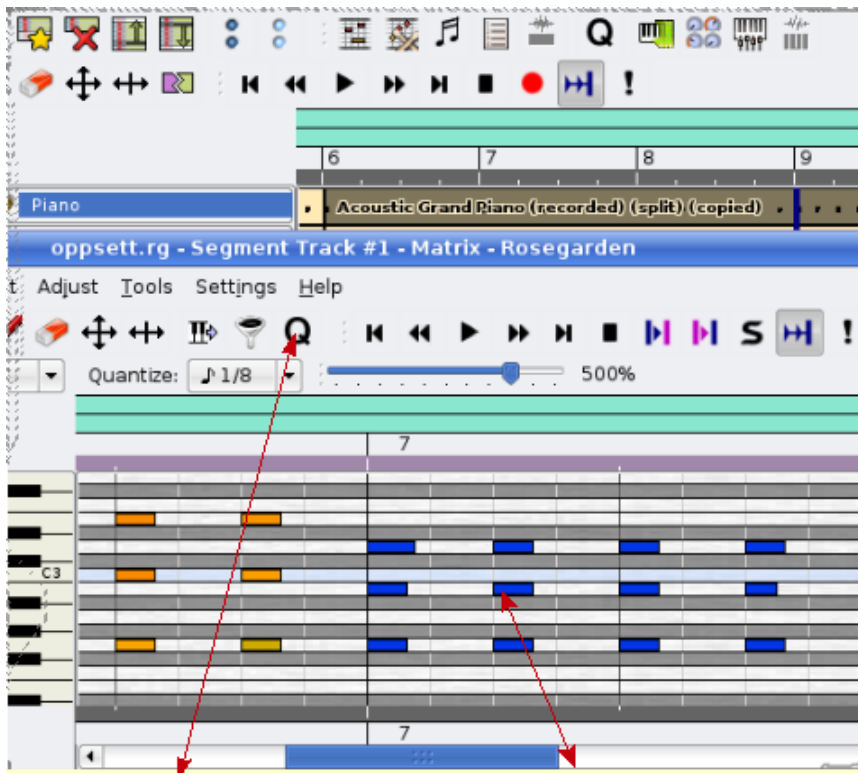 Q
!
6 7 8 9
Piano
Acoustic Grand Piano (recorded) (split) (copied)
oppsett.rg - Segment Track #1 - Matrix - Rosegarden
t Adjust Tools Settings Help
Q S !
Quantize: 1/8 500%
7
C3
7